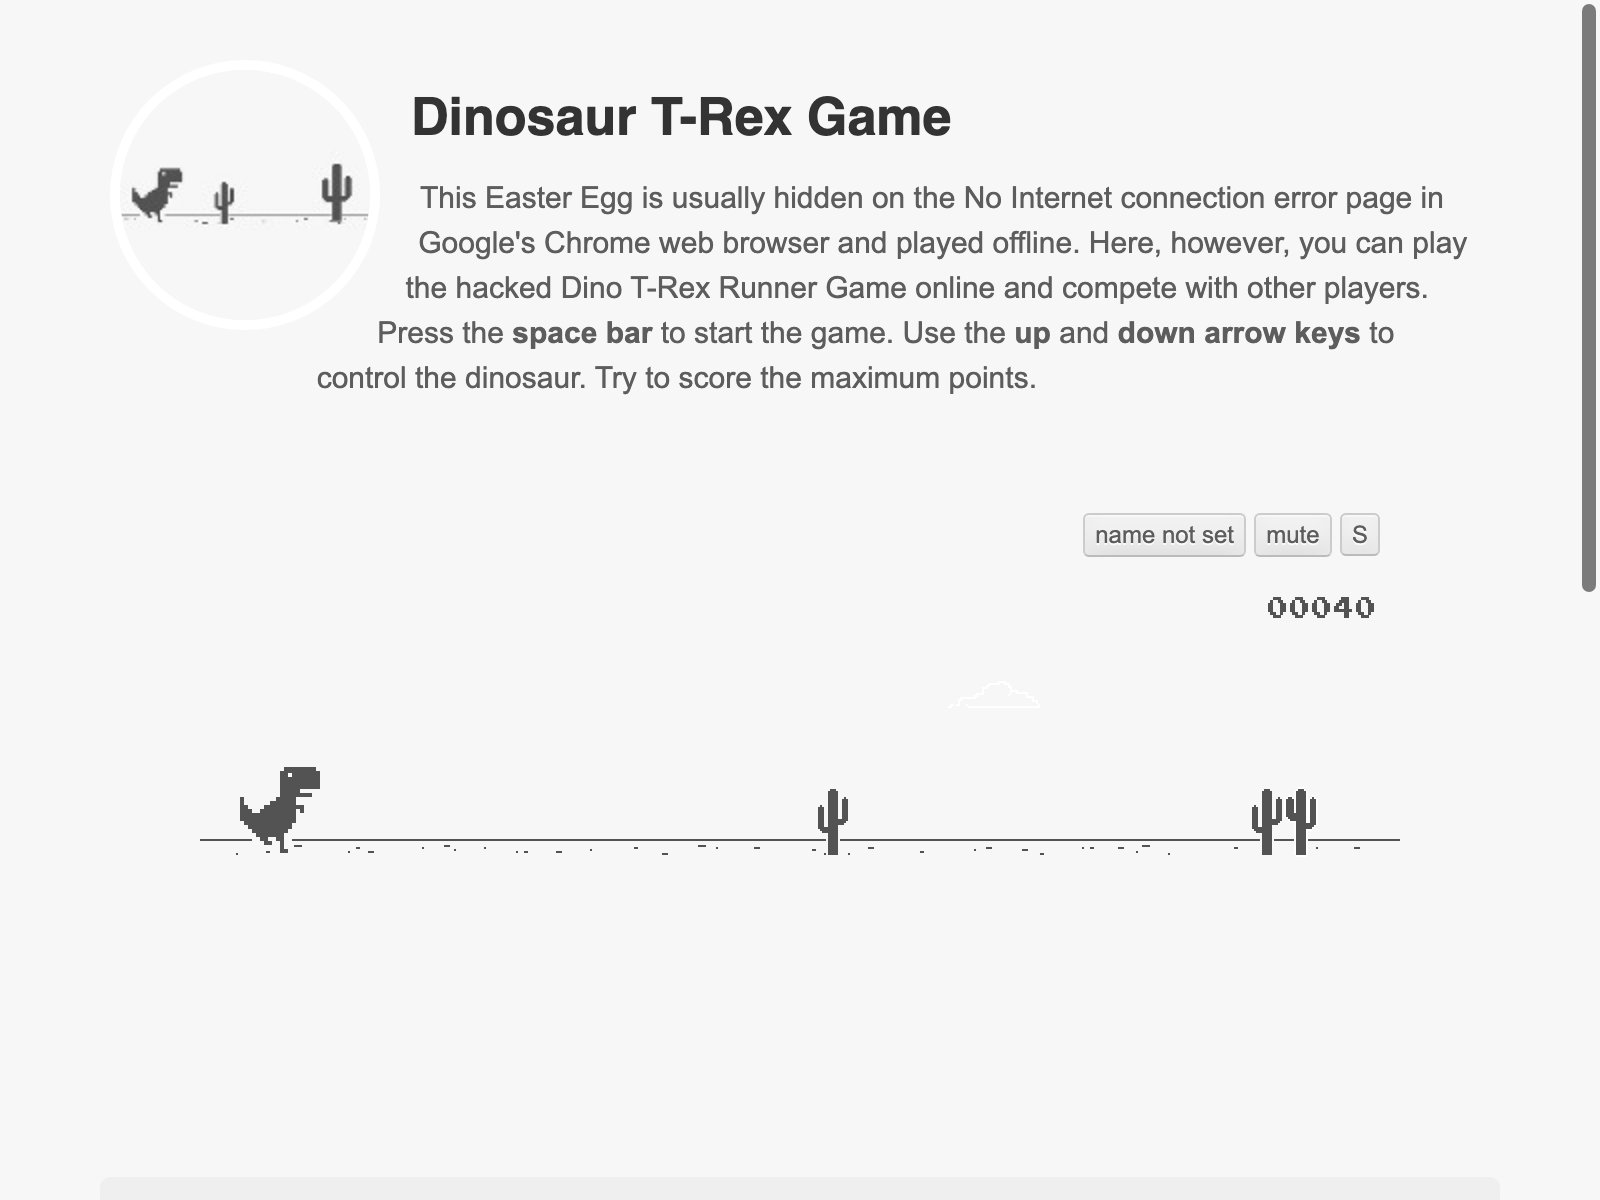 Dinosaur T-Rex Game
This Easter Egg is usually hidden on the No Internet connection error page in
Google's Chrome web browser and played offline. Here, however, you can play
the hacked Dino T-Rex Runner Game online and compete with other players.
Press the space bar to start the game. Use the up and down arrow keys to
control the dinosaur. Try to score the maximum points.
name not set mute S
00040